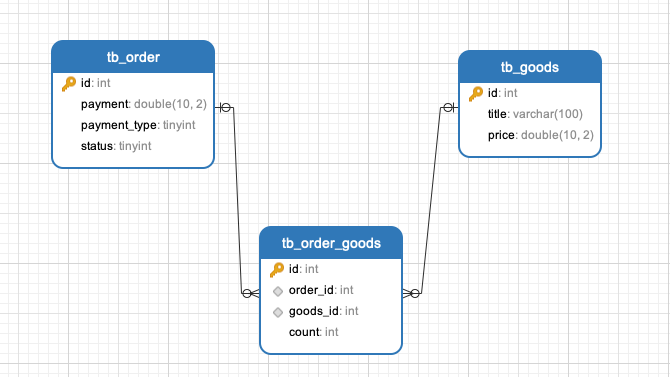 tb_order
id: int
payment: double(10, 2)
payment_type: tinyint
status: tinyint
tb_goods
id: int
title: varchar(100)
price: double(10, 2)
tb_order_goods
id: int
order_id: int
goods_id: int
count: int